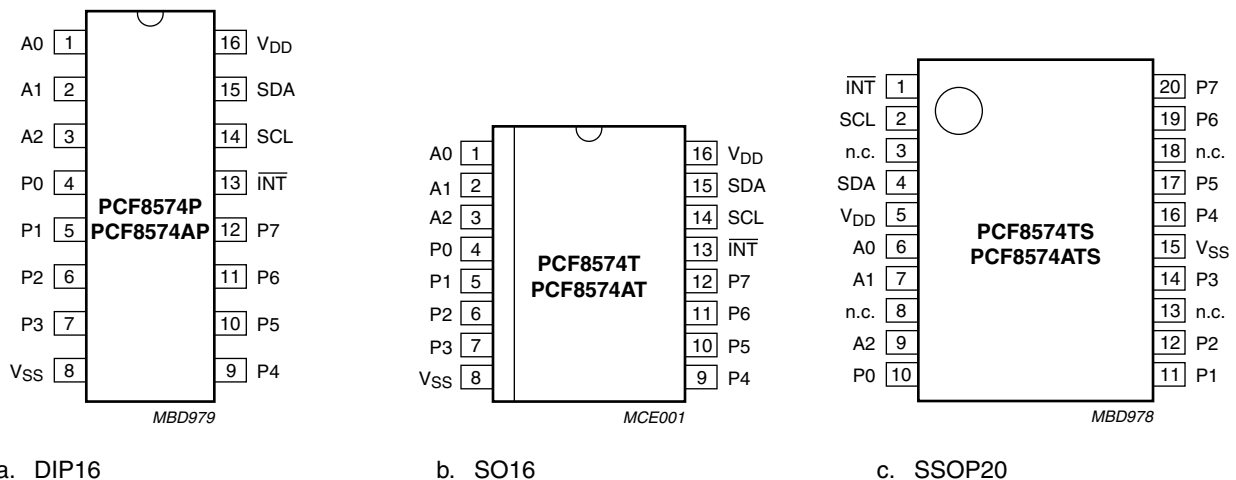 A0 1 16 VDD
A1 2 15 SDA
A2 3 14 SCL
P0 4 13 INT
P1 5 12 P7
P2 6 11 P6
P3 7 10 P5
VSS 8 9 P4
PCF8574P
PCF8574AP
MBD979
a. DIP16
A0 1 16 VDD
A1 2 15 SDA
A2 3 14 SCL
P0 4 13 INT
P1 5 12 P7
P2 6 11 P6
P3 7 10 P5
VSS 8 9 P4
PCF8574T
PCF8574AT
MCE001
b. SO16
INT 1 20 P7
SCL 2 19 P6
n.c. 3 18 n.c.
SDA 4 17 P5
VDD 5 16 P4
A0 6 15 VSS
A1 7 14 P3
n.c. 8 13 n.c.
A2 9 12 P2
P0 10 11 P1
PCF8574TS
PCF8574ATS
MBD978
c. SSOP20